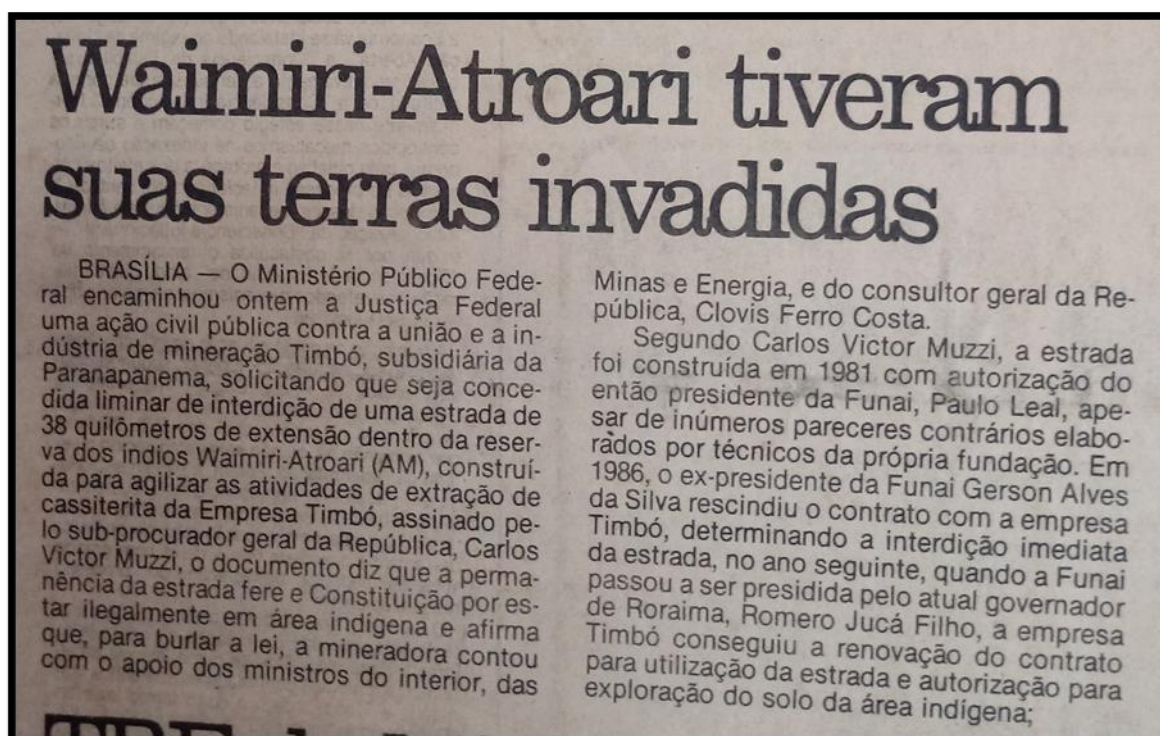 Waimiri-Atroari tiveram
suas terras invadidas
BRASÍLIA — O Ministério Público Fede-
ral encaminhou ontem a Justiça Federal
uma ação civil pública contra a união e a in-
dústria de mineração Timbó, subsidiária da
Paranapanema, solicitando que seja conce-
dida liminar de interdição de uma estrada de
38 quilômetros de extensão dentro da reser-
va dos índios Waimiri-Atroari (AM), construí-
da para agilizar as atividades de extração de
cassiterita da Empresa Timbó, assinado pe-
lo sub-procurador geral da República, Carlos
Victor Muzzi, o documento diz que a perma-
nência da estrada fere e Constituição por es-
tar ilegalmente em área indígena e afirma
que, para burlar a lei, a mineradora contou
com o apoio dos ministros do interior, das
Minas e Energia, e do consultor geral da Re-
pública, Clovis Ferro Costa.
Segundo Carlos Victor Muzzi, a estrada
foi construída em 1981 com autorização do
então presidente da Funai, Paulo Leal, ape-
sar de inúmeros pareceres contrários elabo-
rados por técnicos da própria fundação. Em
1986, o ex-presidente da Funai Gerson Alves
da Silva rescindiu o contrato com a empresa
Timbó, determinando a interdição imediata
da estrada, no ano seguinte, quando a Funai
passou a ser presidida pelo atual governador
de Roraima, Romero Jucá Filho, a empresa
Timbó conseguiu a renovação do contrato
para utilização da estrada e autorização para
exploração do solo da área indígena;